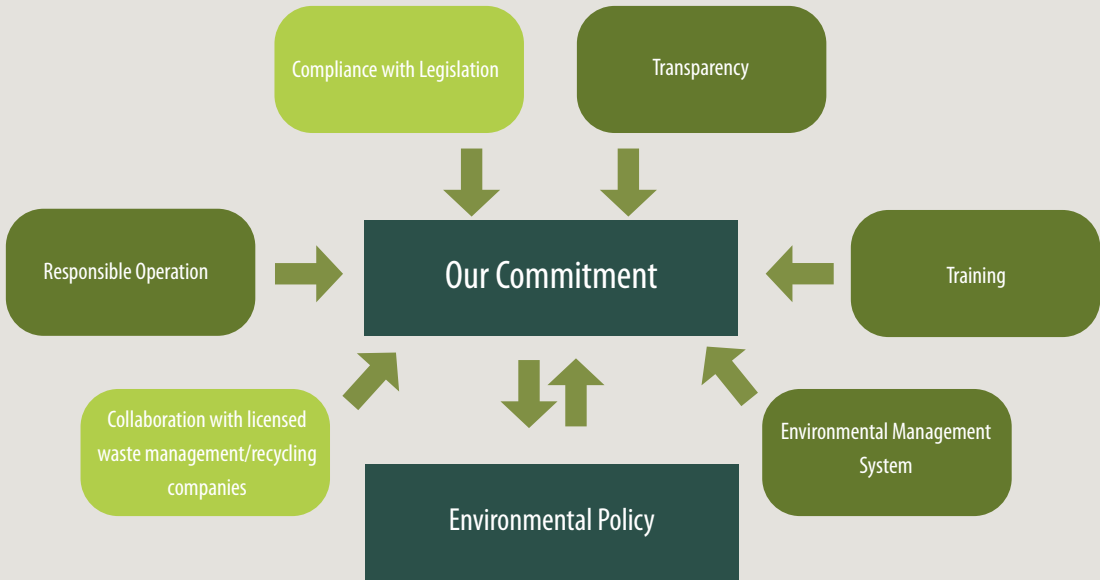 Compliance with Legislation
Transparency
Responsible Operation
Our Commitment
Training
Collaboration with licensed
waste management/recycling
companies
Environmental Management
System
Environmental Policy